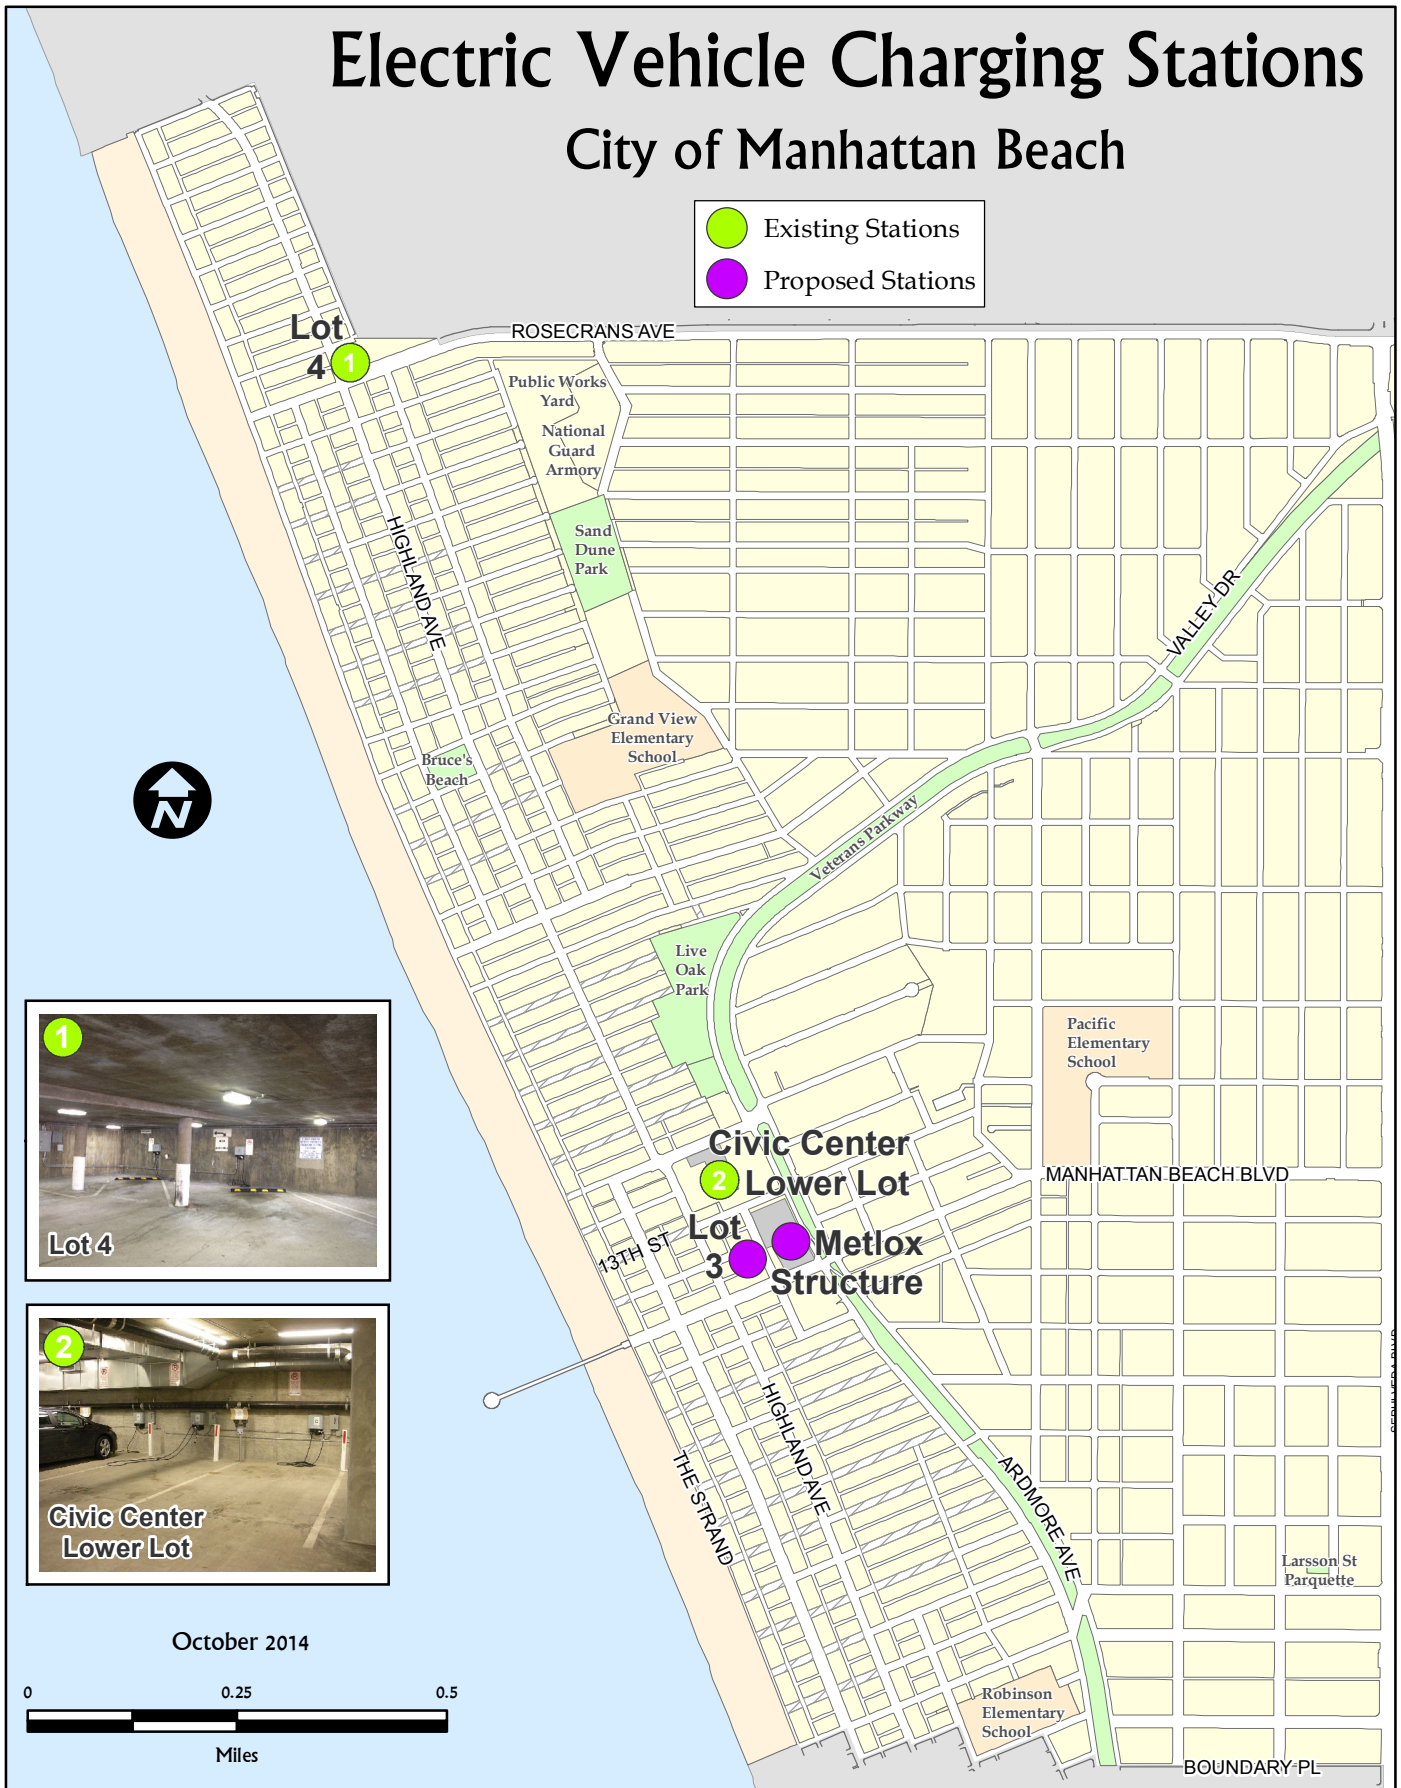 Electric Vehicle Charging Stations
City of Manhattan Beach
Existing Stations
Proposed Stations
ROSECRANS AVE
Lot
4
1
Public Works
Yard
National
Guard
Armory
Sand
Dune
Park
HIGHLAND AVE
VALLEY DR
Grand View
Elementary
School
Bruce's
Beach
N
Veterans Parkway
Live
Oak
Park
Pacific
Elementary
School
1
Lot 4
Civic Center
2
Lower Lot
MANHATTAN BEACH BLVD
13TH ST
Lot
3
Metlox
Structure
2
Civic Center
Lower Lot
HIGHLAND AVE
THE STRAND
ARDMORE AVE
Larsson St
Parquette
October 2014
0 0.25 0.5
Miles
Robinson
Elementary
School
BOUNDARY PL